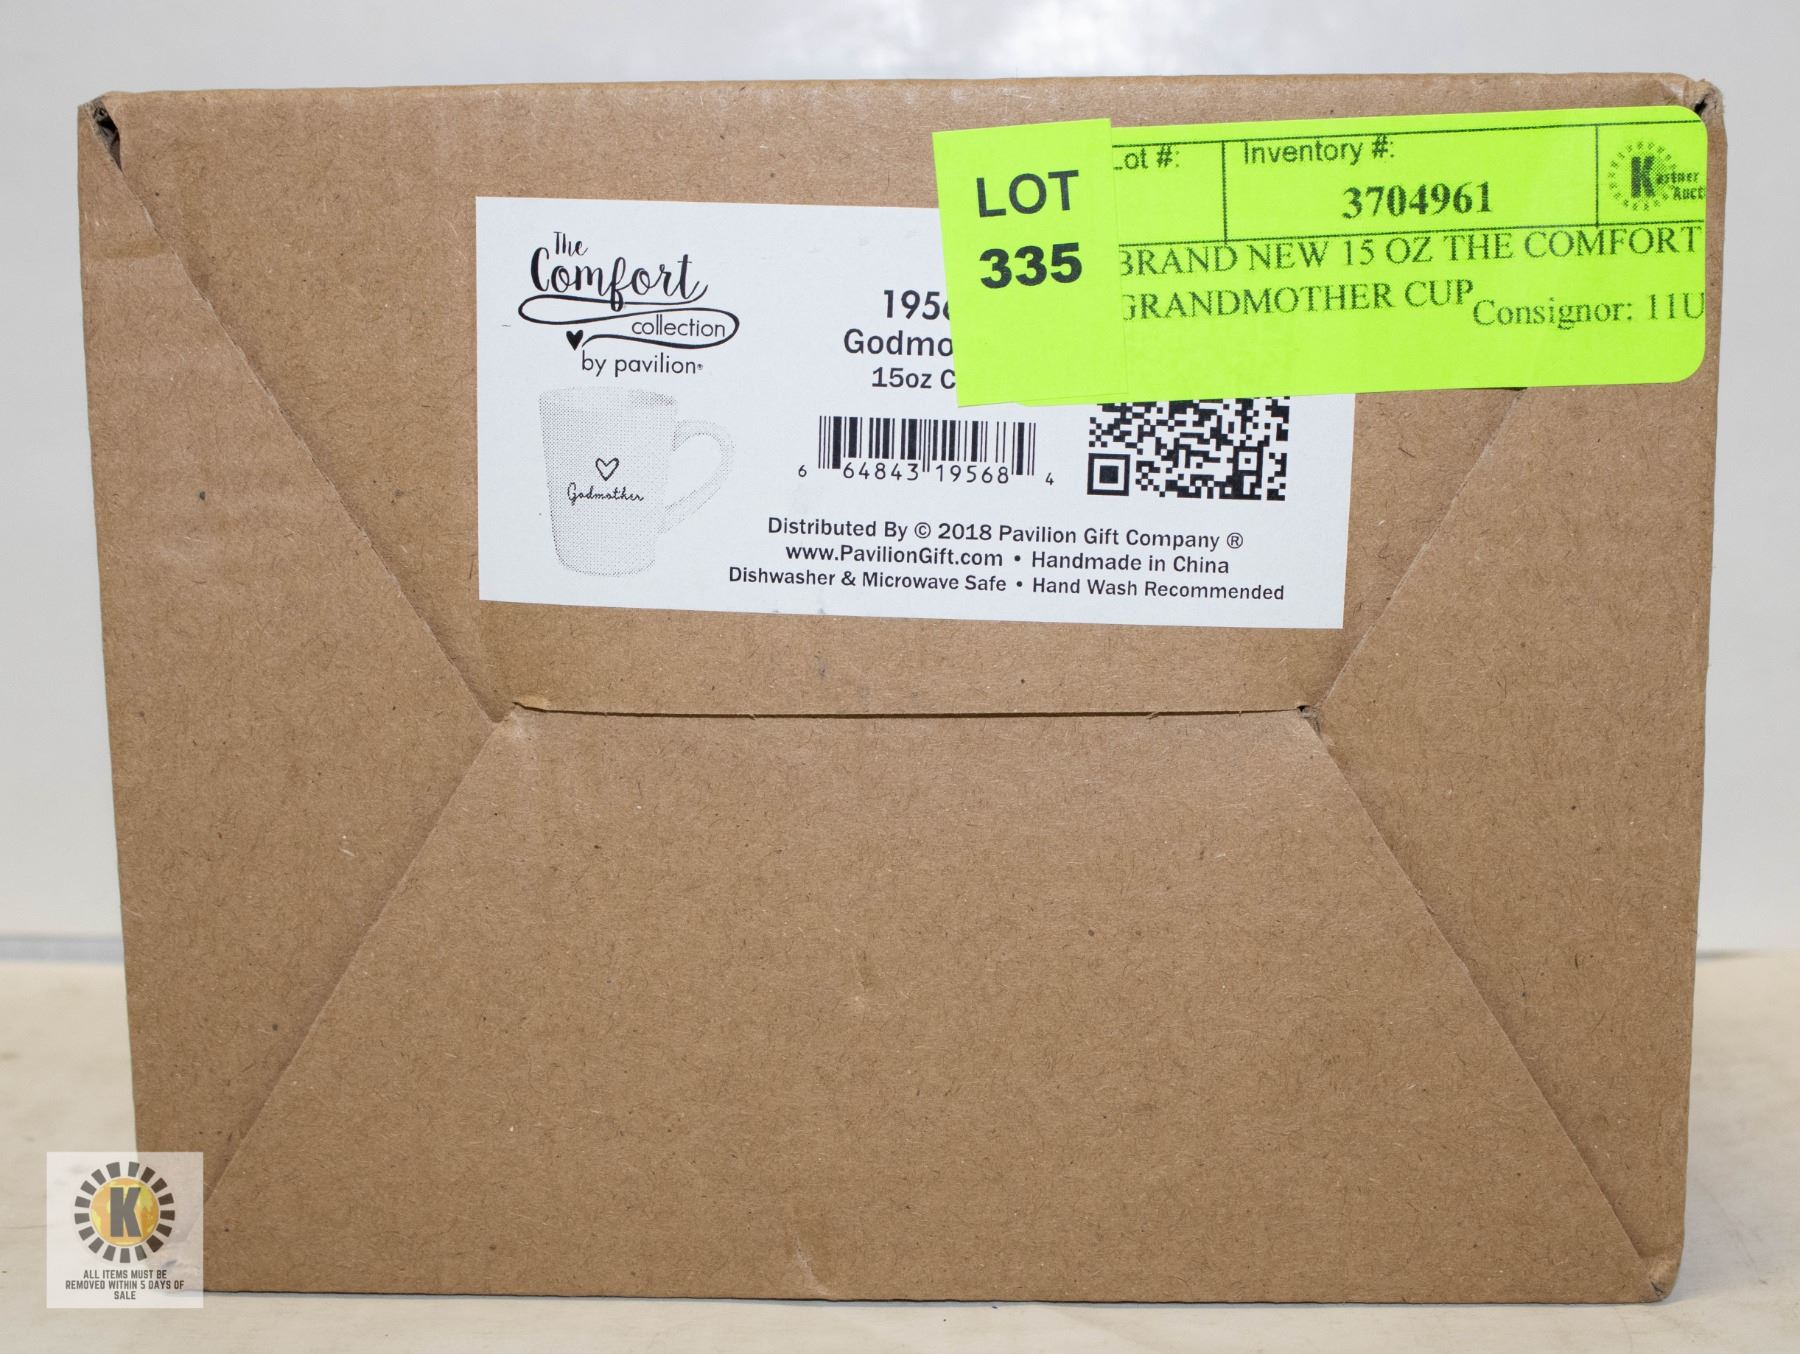 The
Comfort
collection
by pavilion®
Godmother
6 64843 19568 4
Distributed By © 2018 Pavilion Gift Company ®
www.PavilionGift.com • Handmade in China
Dishwasher & Microwave Safe • Hand Wash Recommended
15oz
LOT
335
Lot #:
Inventory #:
3704961
BRAND NEW 15 OZ THE COMFORT
GRANDMOTHER CUP
Consignor: 11U
K
ALL ITEMS MUST BE
REMOVED WITHIN 5 DAYS OF
SALE